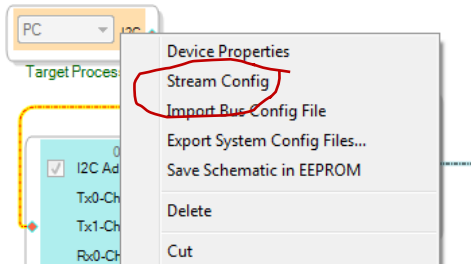 PC
I2C
Target Proces
Device Properties
Stream Config
Import Bus Config File
Export System Config Files...
Save Schematic in EEPROM
Delete
Cut
0
I2C Ad
Tx0-Ch
Tx1-Ch
Rx0-Ch